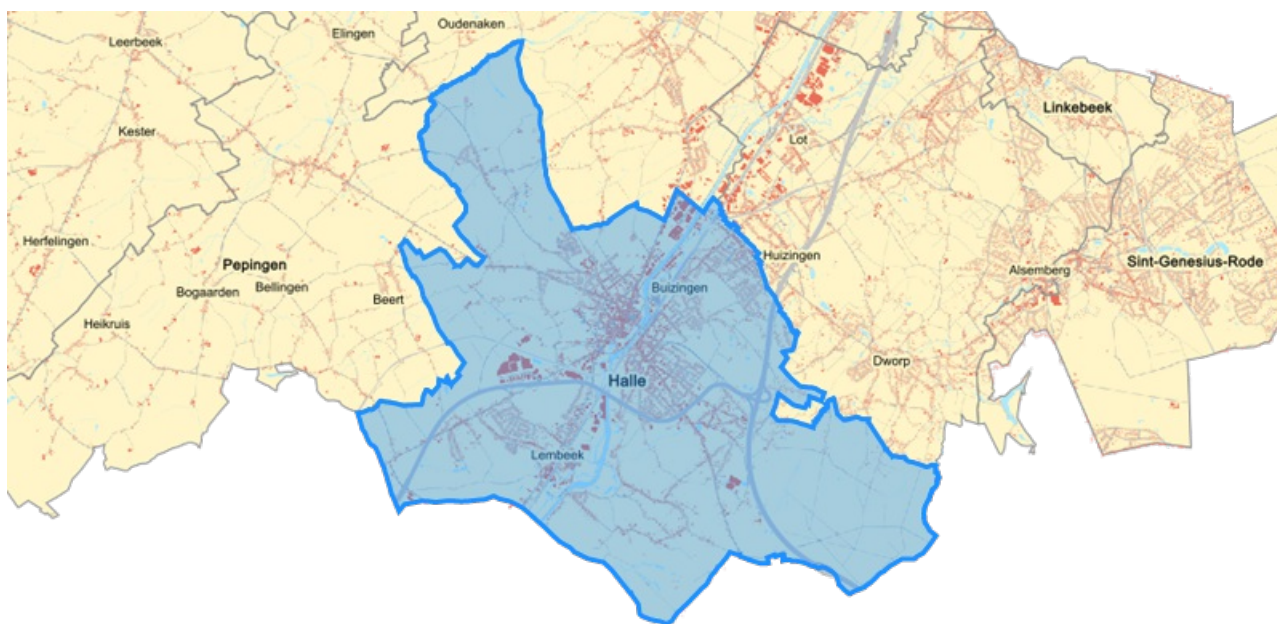 Oudenaken
Elingen
Leerbeek
Linkebeek
Kester
Lot
Herfelingen
Huizingen
Pepingen
Sint-Genesius-Rode
Alsemberg
Bellingen
Buizingen
Bogaarden
Beert
Heikruis
Dworp
Halle
Lembeek